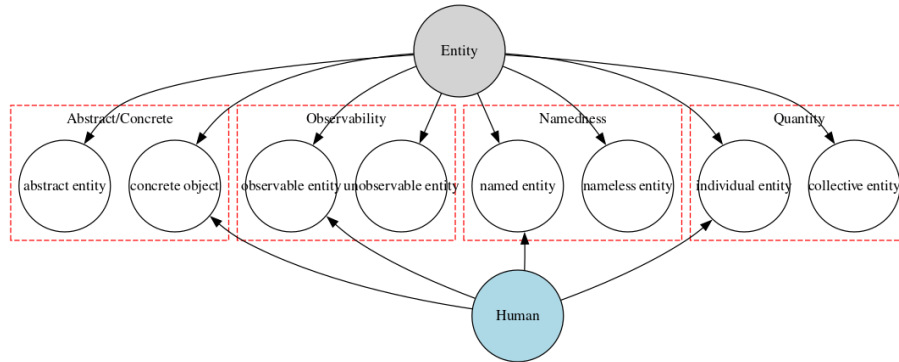 Entity
Abstract/Concrete
Observability
Namedness
Quantity
abstract entity
concrete object
observable entity
unobservable entity
named entity
nameless entity
individual entity
collective entity
Human